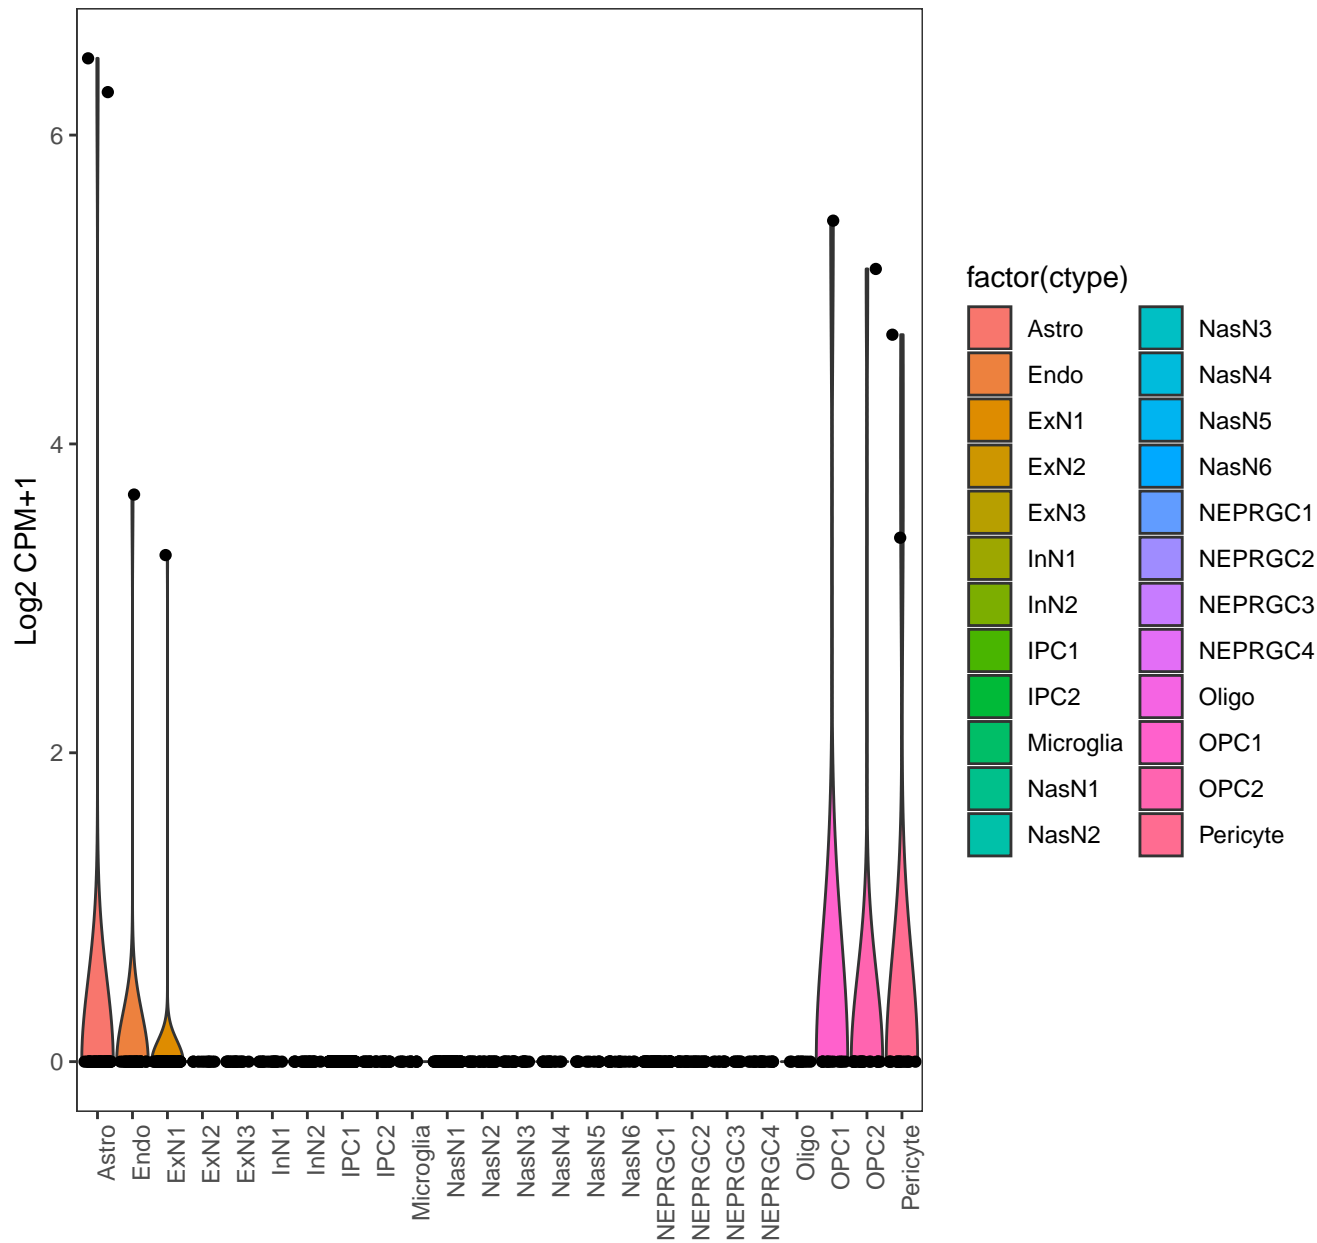 Log2 CPM+1
6
4
2
0
Astro
Endo
ExN1
ExN2
ExN3
InN1
InN2
IPC1
IPC2
Microglia
NasN1
NasN2
NasN3
NasN4
NasN5
NasN6
NEPRGC1
NEPRGC2
NEPRGC3
NEPRGC4
Oligo
OPC1
OPC2
Pericyte
factor(ctype)
Astro
Endo
ExN1
ExN2
ExN3
InN1
InN2
IPC1
IPC2
Microglia
NasN1
NasN2
NasN3
NasN4
NasN5
NasN6
NEPRGC1
NEPRGC2
NEPRGC3
NEPRGC4
Oligo
OPC1
OPC2
Pericyte